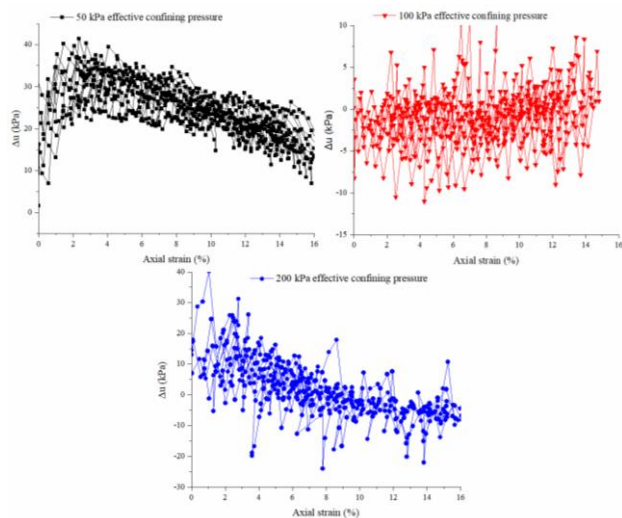 50 kPa effective confining pressure
40
30
20
10
0
Δu (kPa)
0 2 4 6 8 10 12 14 16
Axial strain (%)
100 kPa effective confining pressure
10
5
0
-5
-10
-15
Δu (kPa)
0 2 4 6 8 10 12 14 16
Axial strain (%)
200 kPa effective confining pressure
40
30
20
10
0
-10
-20
-30
Δu (kPa)
0 2 4 6 8 10 12 14 16
Axial strain (%)